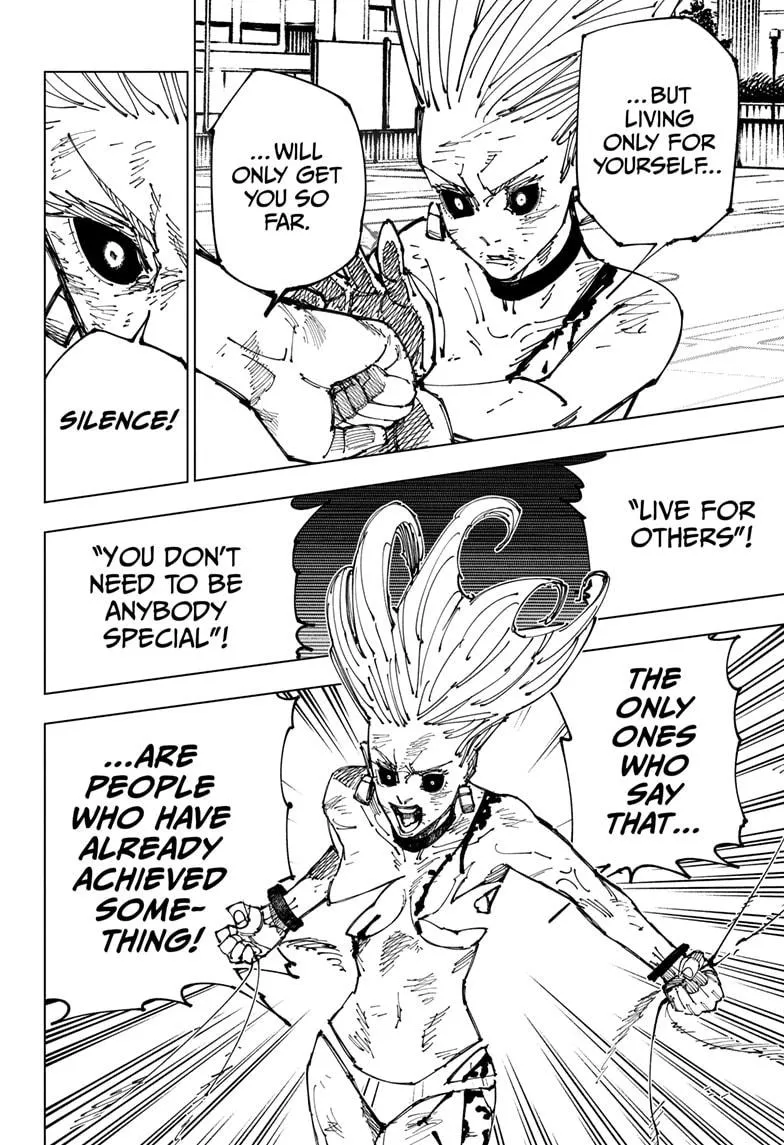 ...BUT
LIVING
ONLY FOR
YOURSELF...
...WILL
ONLY GET
YOU SO
FAR.
SILENCE!
"LIVE FOR
OTHERS"!
"YOU DON'T
NEED TO BE
ANYBODY
SPECIAL"!
THE
ONLY
ONES
WHO
SAY
THAT...
...ARE
PEOPLE
WHO HAVE
ALREADY
ACHIEVED
SOME-
THING!